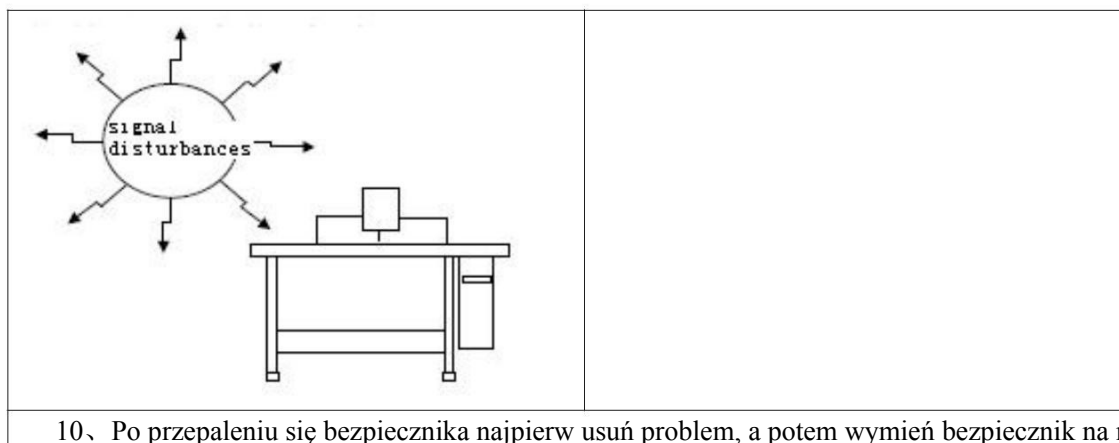 signal
disturbances
10、Po przepaleniu się bezpiecznika najpierw usuń problem, a potem wymień bezpiecznik na